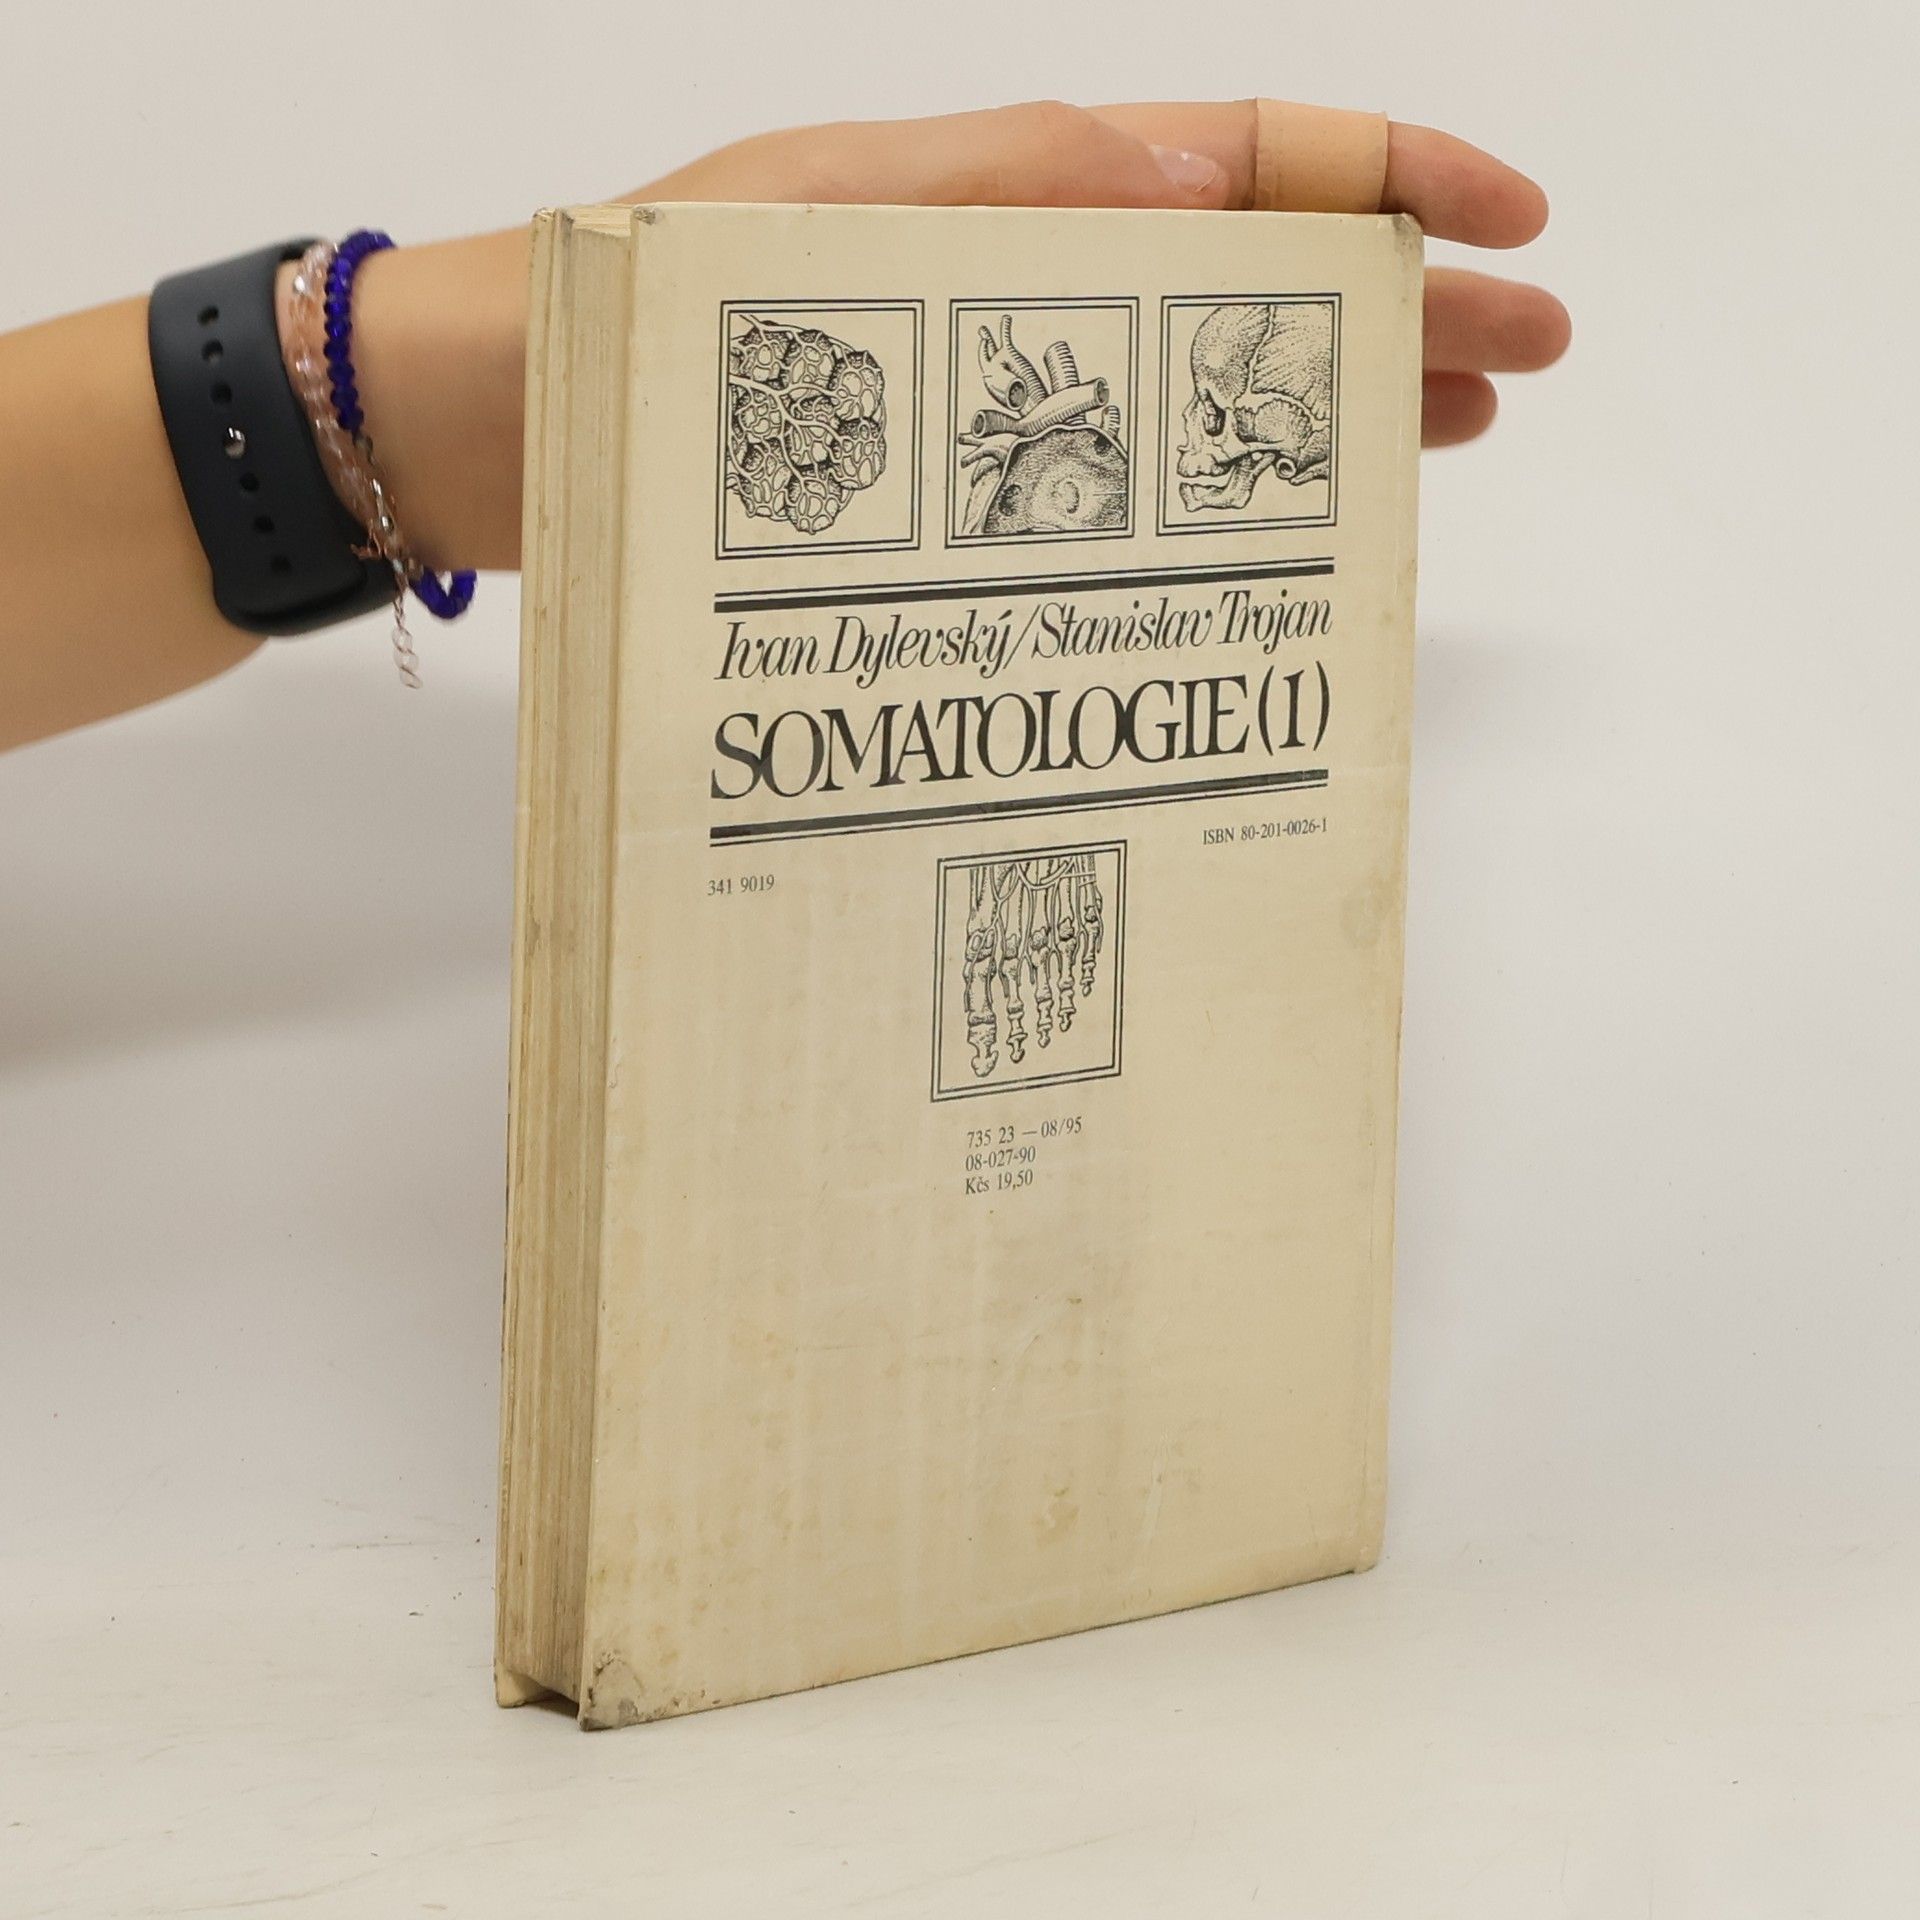 Ivan Dylevský/Stanislav Trojan
SOMATOLOGIE (1)
ISBN 80-201-0026-1
341 9019
735 23 — 08/95
08-027-90
Kčs 19,50